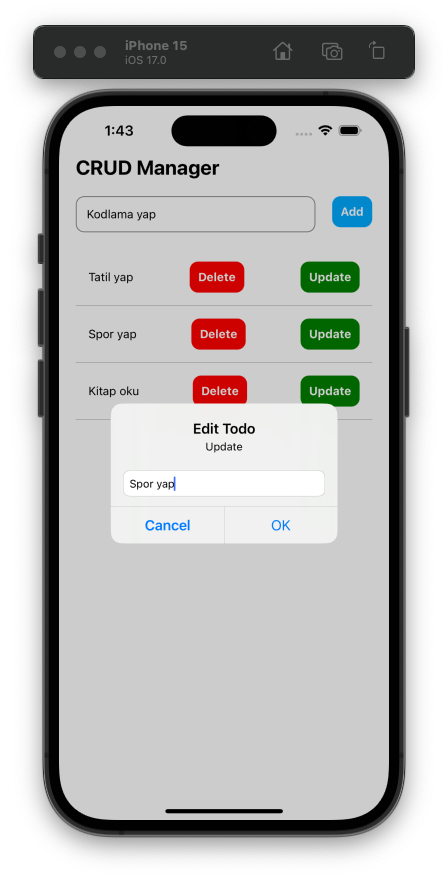 iPhone 15
iOS 17.0
1:43
CRUD Manager
Kodlama yap Add
Tatil yap Delete Update
Spor yap Delete Update
Kitap oku Delete Update
Edit Todo
Update
Spor yap
Cancel OK